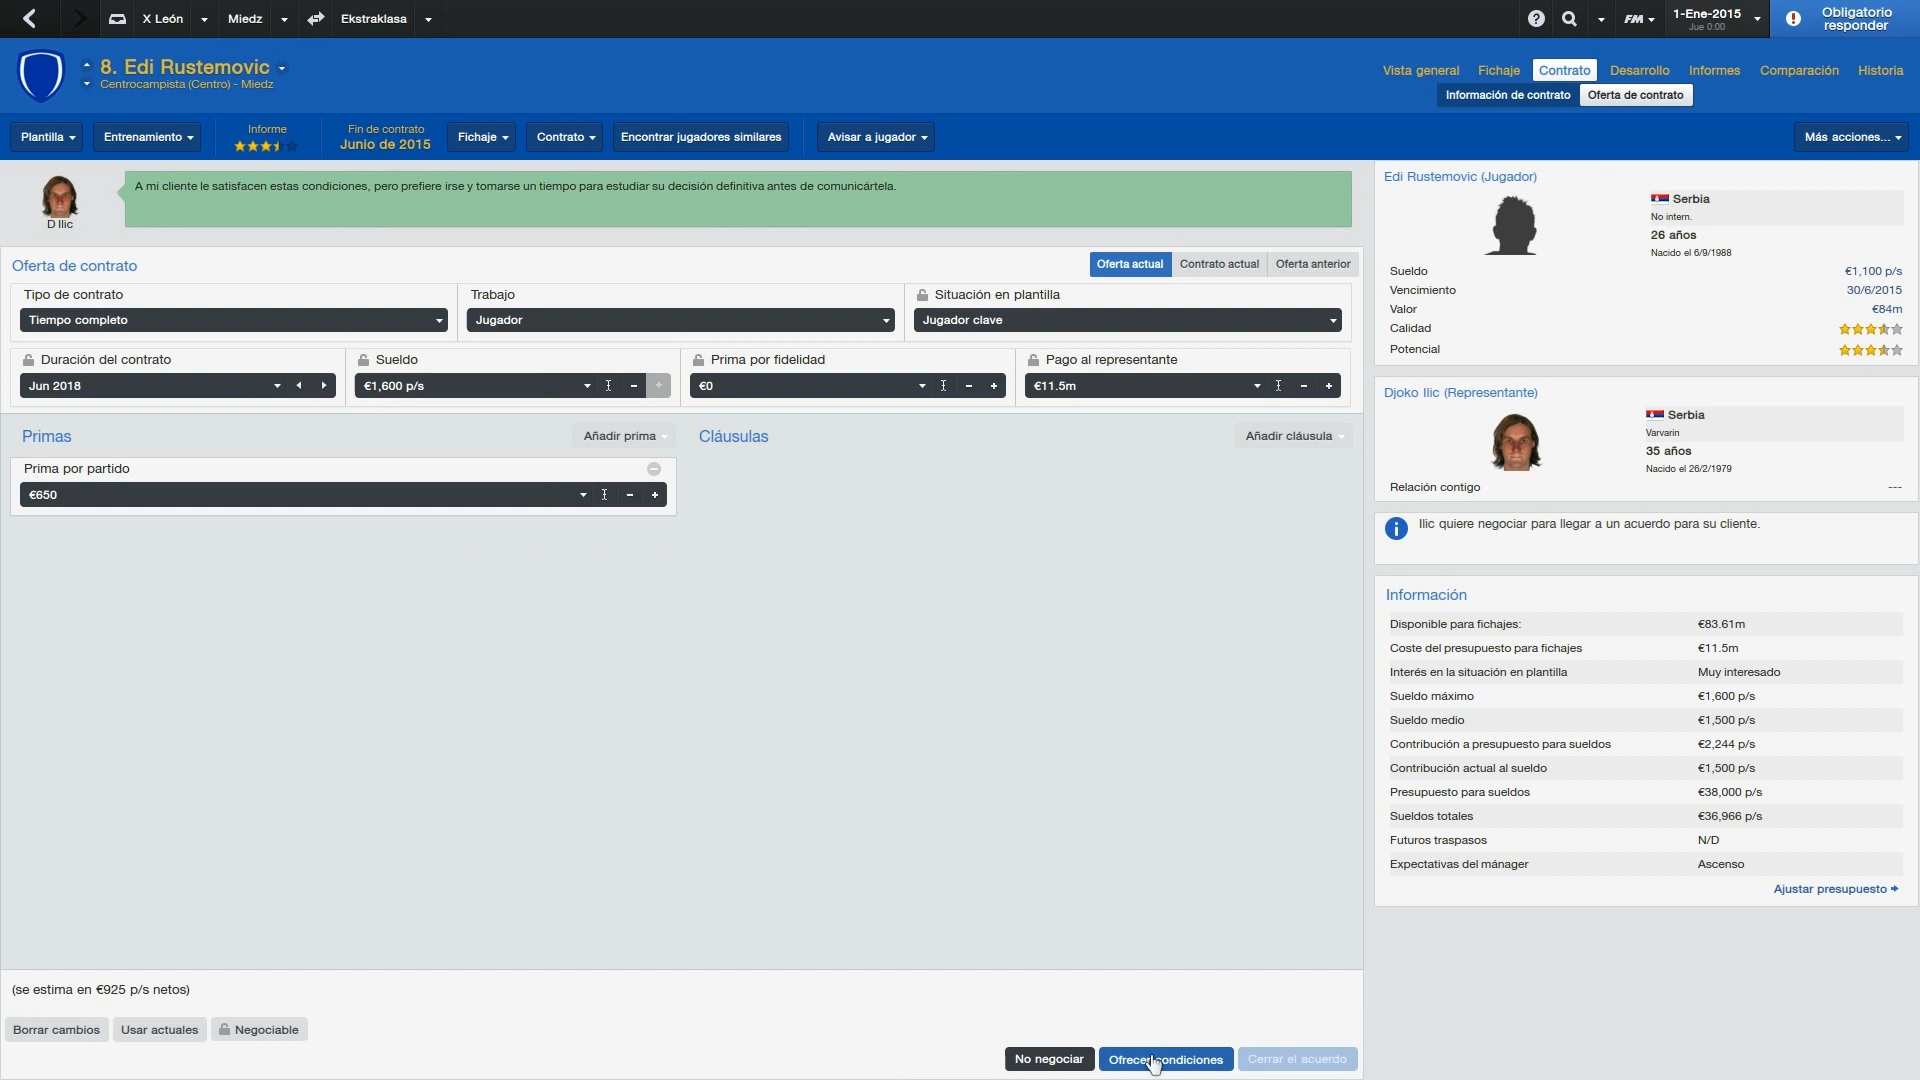 X León
Miedz
Ekstraklasa
FM
1-Ene-2015
Jue 0:00
Obligatorio
responder
8. Edi Rustemovic
Centrocampista (Centro) - Miedz
Vista general
Fichaje
Contrato
Desarrollo
Informes
Comparación
Historia
Información de contrato
Oferta de contrato
Plantilla
Entrenamiento
Informe
Fin de contrato
Junio de 2015
Fichaje
Contrato
Encontrar jugadores similares
Avisar a jugador
Más acciones...
D Ilic
A mi cliente le satisfacen estas condiciones, pero prefiere irse y tomarse un tiempo para estudiar su decisión definitiva antes de comunicártela.
Oferta de contrato
Oferta actual
Contrato actual
Oferta anterior
Tipo de contrato
Tiempo completo
Trabajo
Jugador
Situación en plantilla
Jugador clave
Duración del contrato
Jun 2018
Sueldo
€1,600 p/s
Prima por fidelidad
€0
Pago al representante
€11.5m
Primas
Añadir prima
Cláusulas
Añadir cláusula
Prima por partido
€650
(se estima en €925 p/s netos)
Borrar cambios
Usar actuales
Negociable
No negociar
Ofrecer condiciones
Cerrar el acuerdo
Edi Rustemovic (Jugador)
Serbia
No intern.
26 años
Nacido el 6/9/1988
Sueldo €1,100 p/s
Vencimiento 30/6/2015
Valor €84m
Calidad
Potencial
Djoko Ilic (Representante)
Serbia
Varvarin
35 años
Nacido el 26/2/1979
Relación contigo ---
Ilic quiere negociar para llegar a un acuerdo para su cliente.
Información
Disponible para fichajes: €83.61m
Coste del presupuesto para fichajes €11.5m
Interés en la situación en plantilla Muy interesado
Sueldo máximo €1,600 p/s
Sueldo medio €1,500 p/s
Contribución a presupuesto para sueldos €2,244 p/s
Contribución actual al sueldo €1,500 p/s
Presupuesto para sueldos €38,000 p/s
Sueldos totales €36,966 p/s
Futuros traspasos N/D
Expectativas del mánager Ascenso
Ajustar presupuesto